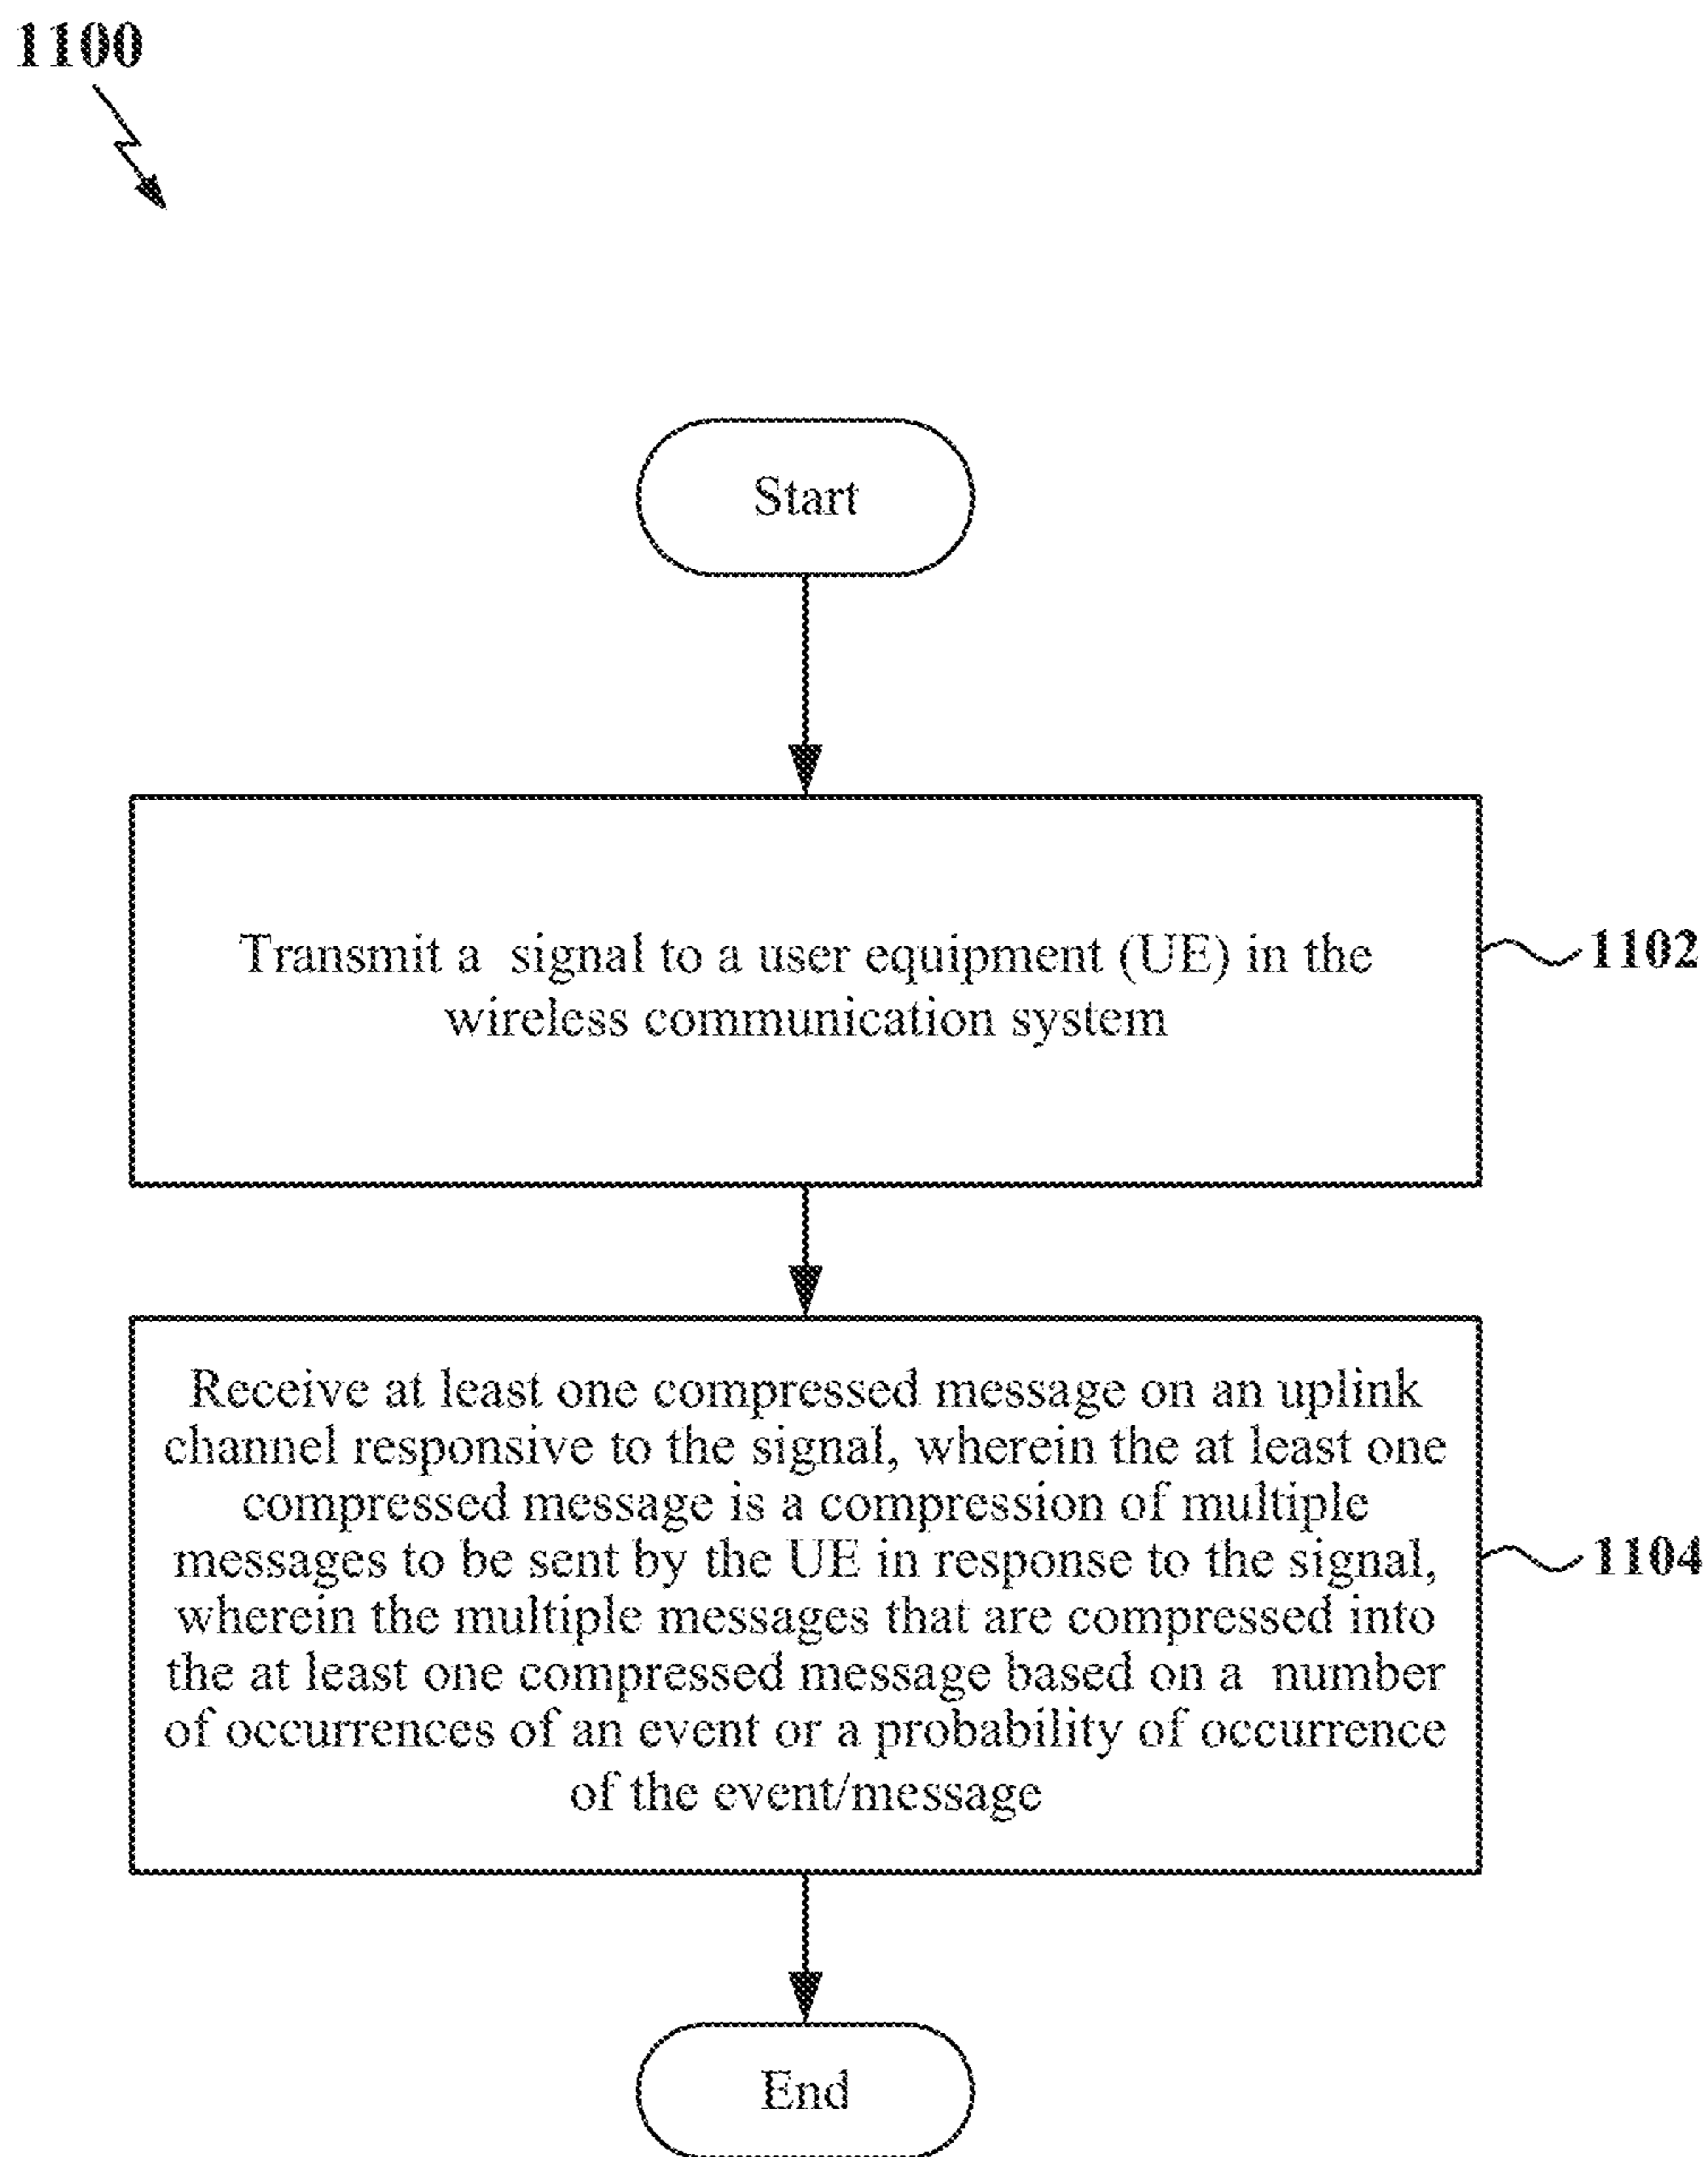 1100
Start
Transmit a signal to a user equipment (UE) in the
wireless communication system
1102
Receive at least one compressed message on an uplink
channel responsive to the signal, wherein the at least one
compressed message is a compression of multiple
messages to be sent by the UE in response to the signal,
wherein the multiple messages that are compressed into
the at least one compressed message based on a number
of occurrences of an event or a probability of occurrence
of the event/message
1104
End